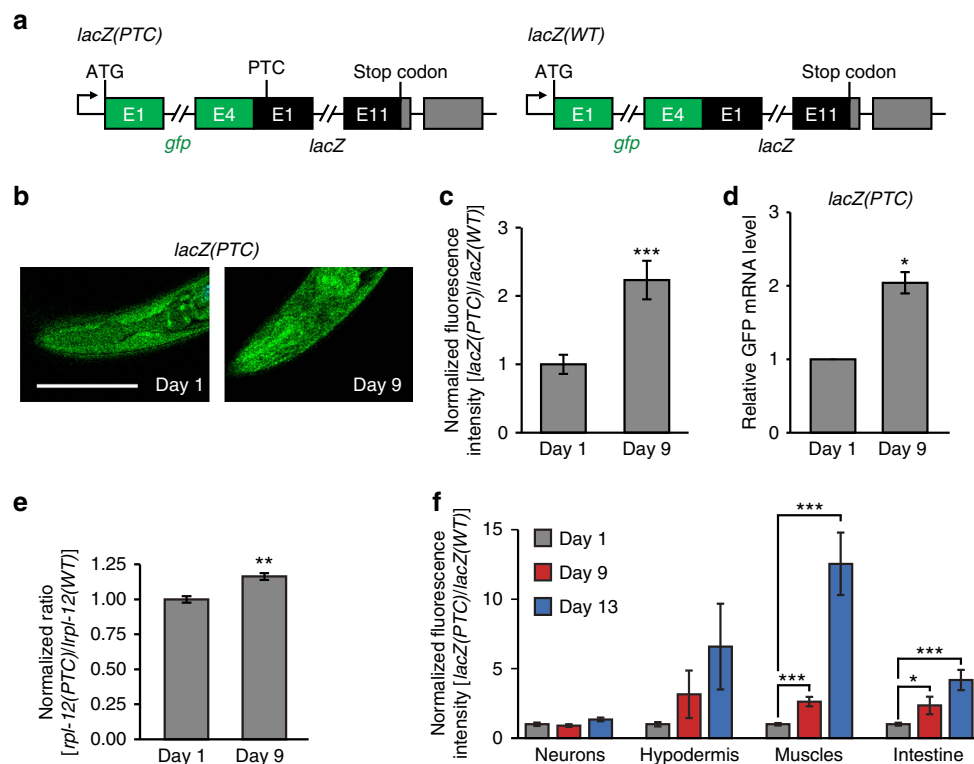 a
lacZ(PTC)
ATG
PTC
Stop codon
E1
E4
E1
E11
gfp
lacZ
lacZ(WT)
ATG
Stop codon
E1
E4
E1
E11
gfp
lacZ
b
lacZ(PTC)
Day 1
Day 9
c
Normalized fluorescence
intensity [lacZ(PTC)/lacZ(WT)]
3
2
1
0
***
Day 1
Day 9
d
lacZ(PTC)
Relative GFP mRNA level
3
2
1
0
*
Day 1
Day 9
e
Normalized ratio
[rpl-12(PTC)/lrpl-12(WT)]
1.25
1.00
0.75
0.50
0.25
0.00
**
Day 1
Day 9
f
Normalized fluorescence
intensity [lacZ(PTC)/lacZ(WT)]
15
10
5
0
Day 1
Day 9
Day 13
***
***
***
*
Neurons
Hypodermis
Muscles
Intestine